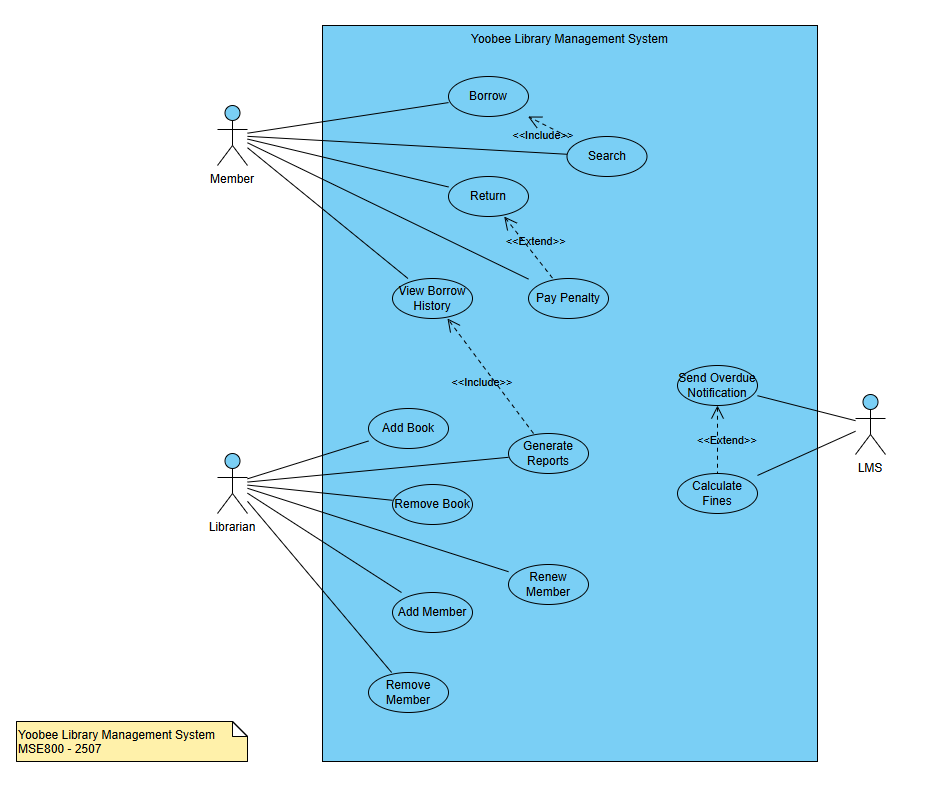 Yoobee Library Management System
Borrow
<<Include>>
Search
Member
Return
<<Extend>>
View Borrow
History
Pay Penalty
<<Include>>
Send Overdue
Notification
Add Book
<<Extend>>
Generate
Reports
LMS
Calculate
Fines
Remove Book
Librarian
Renew
Member
Add Member
Remove
Member
Yoobee Library Management System
MSE800 - 2507